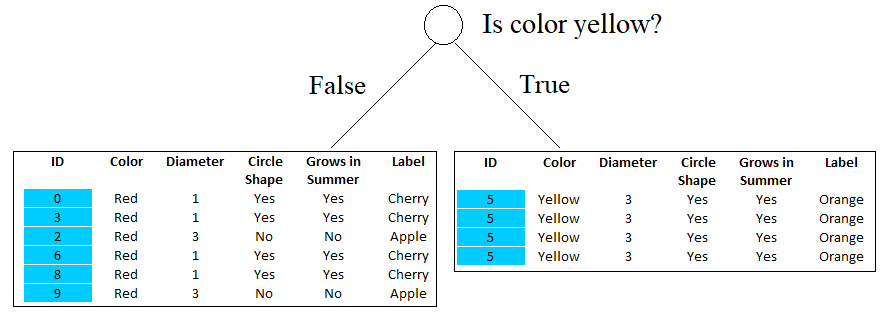 Is color yellow?
False
True
ID Color Diameter Circle Shape Grows in Summer Label
0 Red 1 Yes Yes Cherry
3 Red 1 Yes Yes Cherry
2 Red 3 No No Apple
6 Red 1 Yes Yes Cherry
8 Red 1 Yes Yes Cherry
9 Red 3 No No Apple
ID Color Diameter Circle Shape Grows in Summer Label
5 Yellow 3 Yes Yes Orange
5 Yellow 3 Yes Yes Orange
5 Yellow 3 Yes Yes Orange
5 Yellow 3 Yes Yes Orange